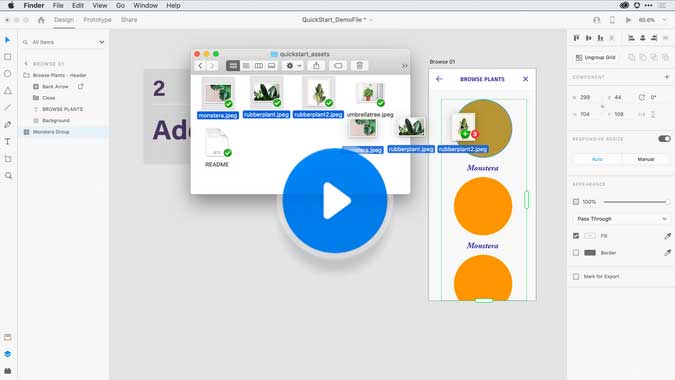 Finder File Edit View Go Window Help
Design Prototype Share
QuickStart_DemoFile *
60.6%
All Items
BROWSE 01
Browse Plants - Header
Back Arrow
Close
BROWSE PLANTS
Background
Monstera Group
2
Ad
quickstart_assets
monstera.jpeg
rubberplant.jpeg
rubberplant2.jpeg
umbrellatree.jpeg
README
monstera.jpeg
rubberplant.jpeg
rubberplant2.jpeg
3
Browse 01
BROWSE PLANTS
Monstera
Monstera
Ungroup Grid
COMPONENT
W 299
X 44
0°
H 704
Y 108
RESPONSIVE RESIZE
Auto
Manual
APPEARANCE
100%
Pass Through
Fill
Border
Mark for Export